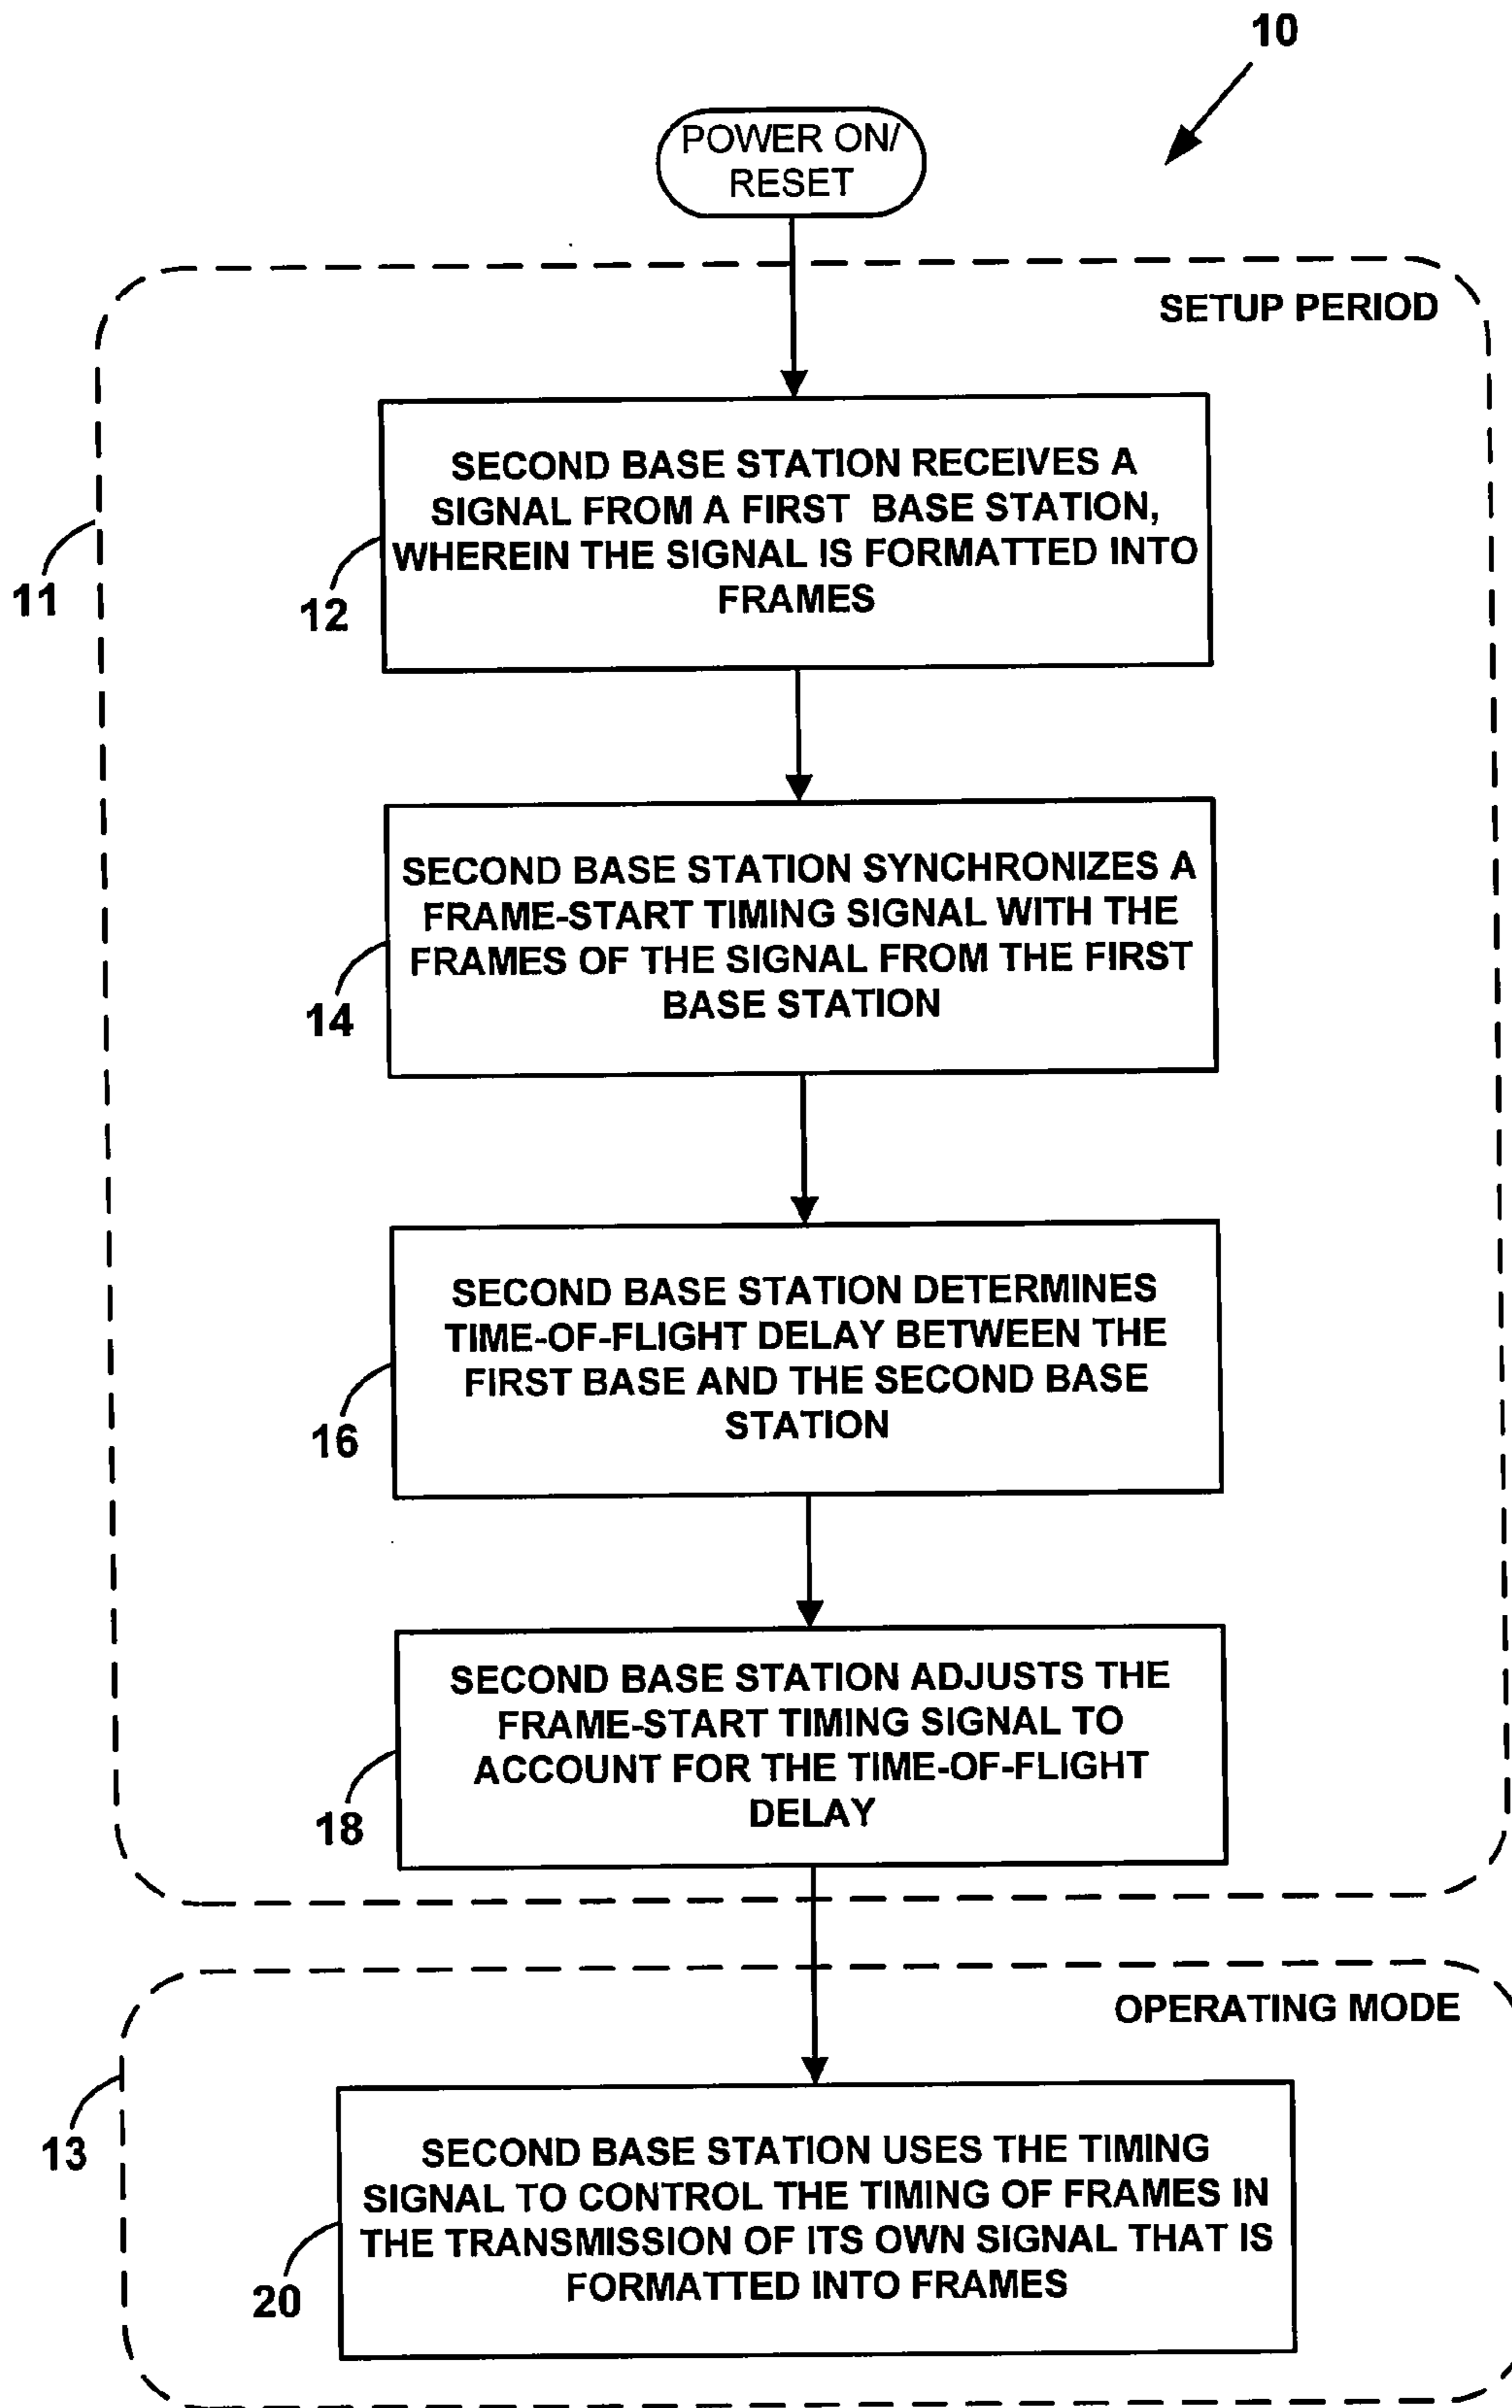 10
POWER ON/
RESET
SETUP PERIOD
SECOND BASE STATION RECEIVES A
SIGNAL FROM A FIRST BASE STATION,
WHEREIN THE SIGNAL IS FORMATTED INTO
FRAMES
11
12
SECOND BASE STATION SYNCHRONIZES A
FRAME-START TIMING SIGNAL WITH THE
FRAMES OF THE SIGNAL FROM THE FIRST
BASE STATION
14
SECOND BASE STATION DETERMINES
TIME-OF-FLIGHT DELAY BETWEEN THE
FIRST BASE AND THE SECOND BASE
STATION
16
SECOND BASE STATION ADJUSTS THE
FRAME-START TIMING SIGNAL TO
ACCOUNT FOR THE TIME-OF-FLIGHT
DELAY
18
OPERATING MODE
13
SECOND BASE STATION USES THE TIMING
SIGNAL TO CONTROL THE TIMING OF FRAMES IN
THE TRANSMISSION OF ITS OWN SIGNAL THAT IS
FORMATTED INTO FRAMES
20